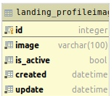 landing_profileimag
id integer
image varchar(100)
is_active bool
created datetime
update datetime